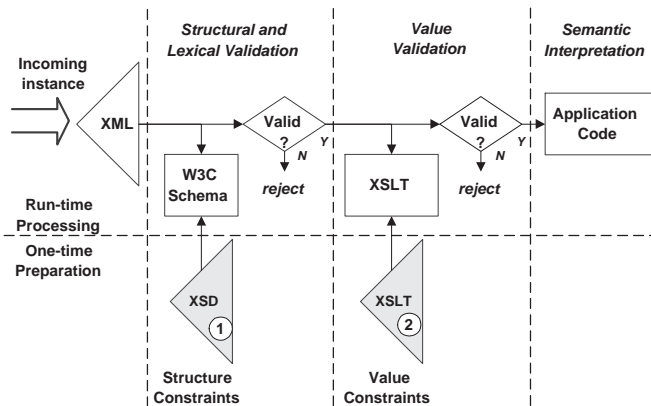 Structural and
Lexical Validation
Value
Validation
Semantic
Interpretation
Incoming
instance
XML
Valid
?
N
Y
reject
W3C
Schema
Valid
?
N
Y
reject
XSLT
Application
Code
Run-time
Processing
One-time
Preparation
XSD
1
XSLT
2
Structure
Constraints
Value
Constraints